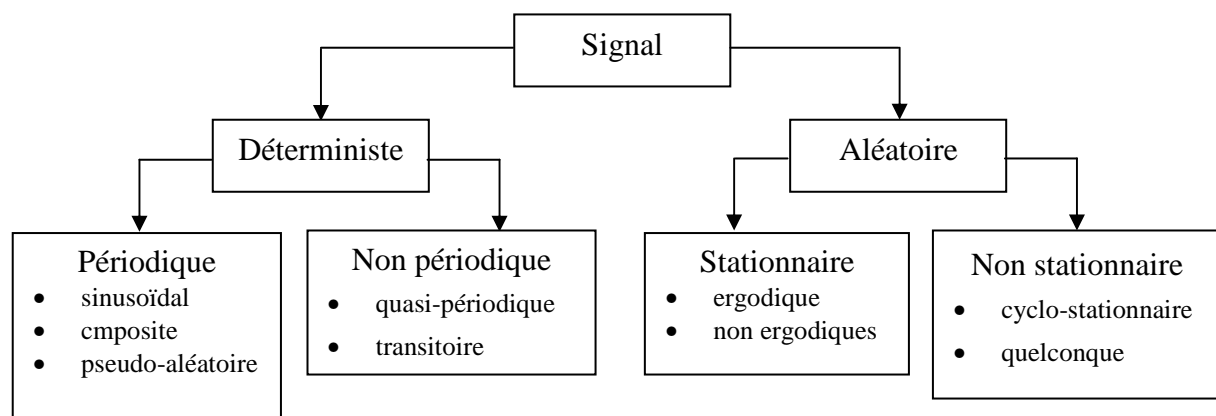 Signal
Déterministe
Aléatoire
Périodique
• sinusoïdal
• cmposite
• pseudo-aléatoire
Non périodique
• quasi-périodique
• transitoire
Stationnaire
• ergodique
• non ergodiques
Non stationnaire
• cyclo-stationnaire
• quelconque